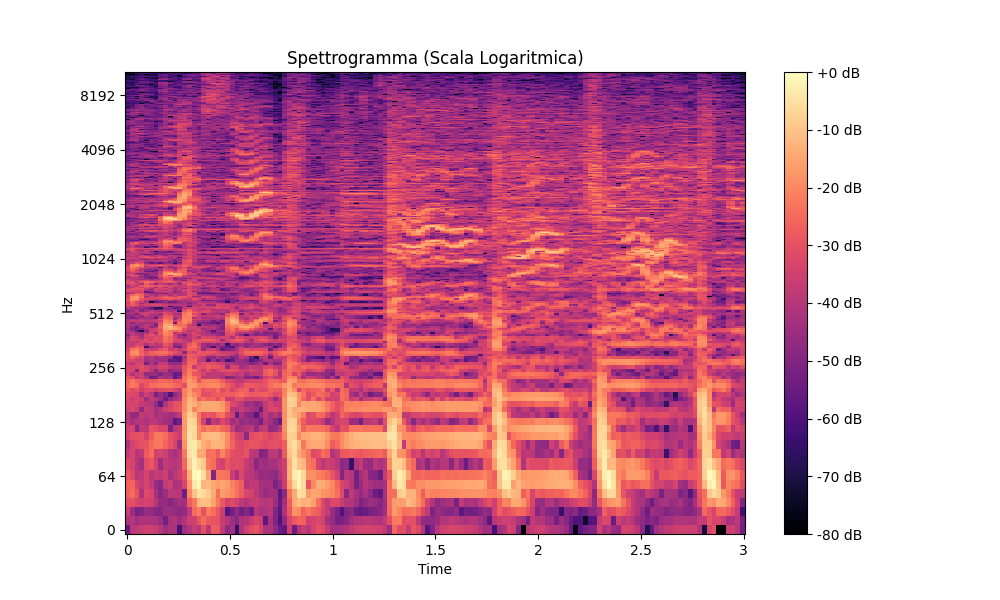 Spettrogramma (Scala Logaritmica)
Hz
8192
4096
2048
1024
512
256
128
64
0
0
0.5
1
1.5
2
2.5
3
Time
+0 dB
-10 dB
-20 dB
-30 dB
-40 dB
-50 dB
-60 dB
-70 dB
-80 dB